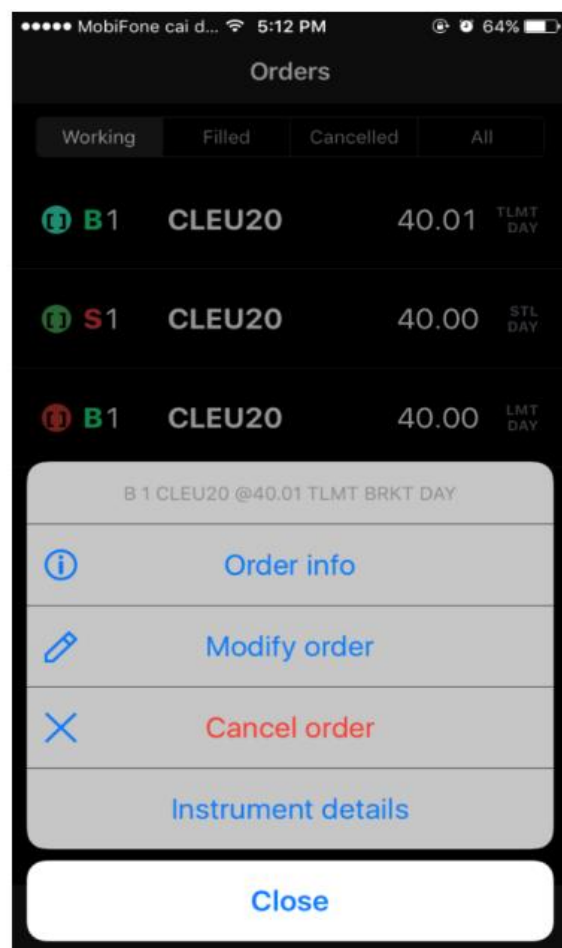 MobiFone cai d... 5:12 PM 64%
Orders
Working Filled Cancelled All
[] B1 CLEU20 40.01 TLMT DAY
[] S1 CLEU20 40.00 STL DAY
[] B1 CLEU20 40.00 LMT DAY
B 1 CLEU20 @40.01 TLMT BRKT DAY
Order info
Modify order
Cancel order
Instrument details
Close